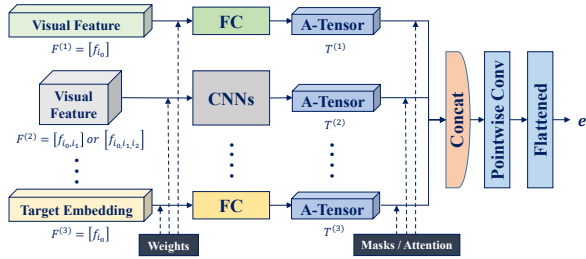 Visual Feature
FC
A-Tensor
F^{(1)} = [f_{i_0}]
T^{(1)}
Visual
Feature
CNNs
A-Tensor
F^{(2)} = [f_{i_0,i_1}] or [f_{i_0,i_1,i_2}]
T^{(2)}
Target Embedding
FC
A-Tensor
F^{(3)} = [f_{i_0}]
T^{(3)}
Weights
Masks / Attention
Concat
Pointwise Conv
Flattened
e